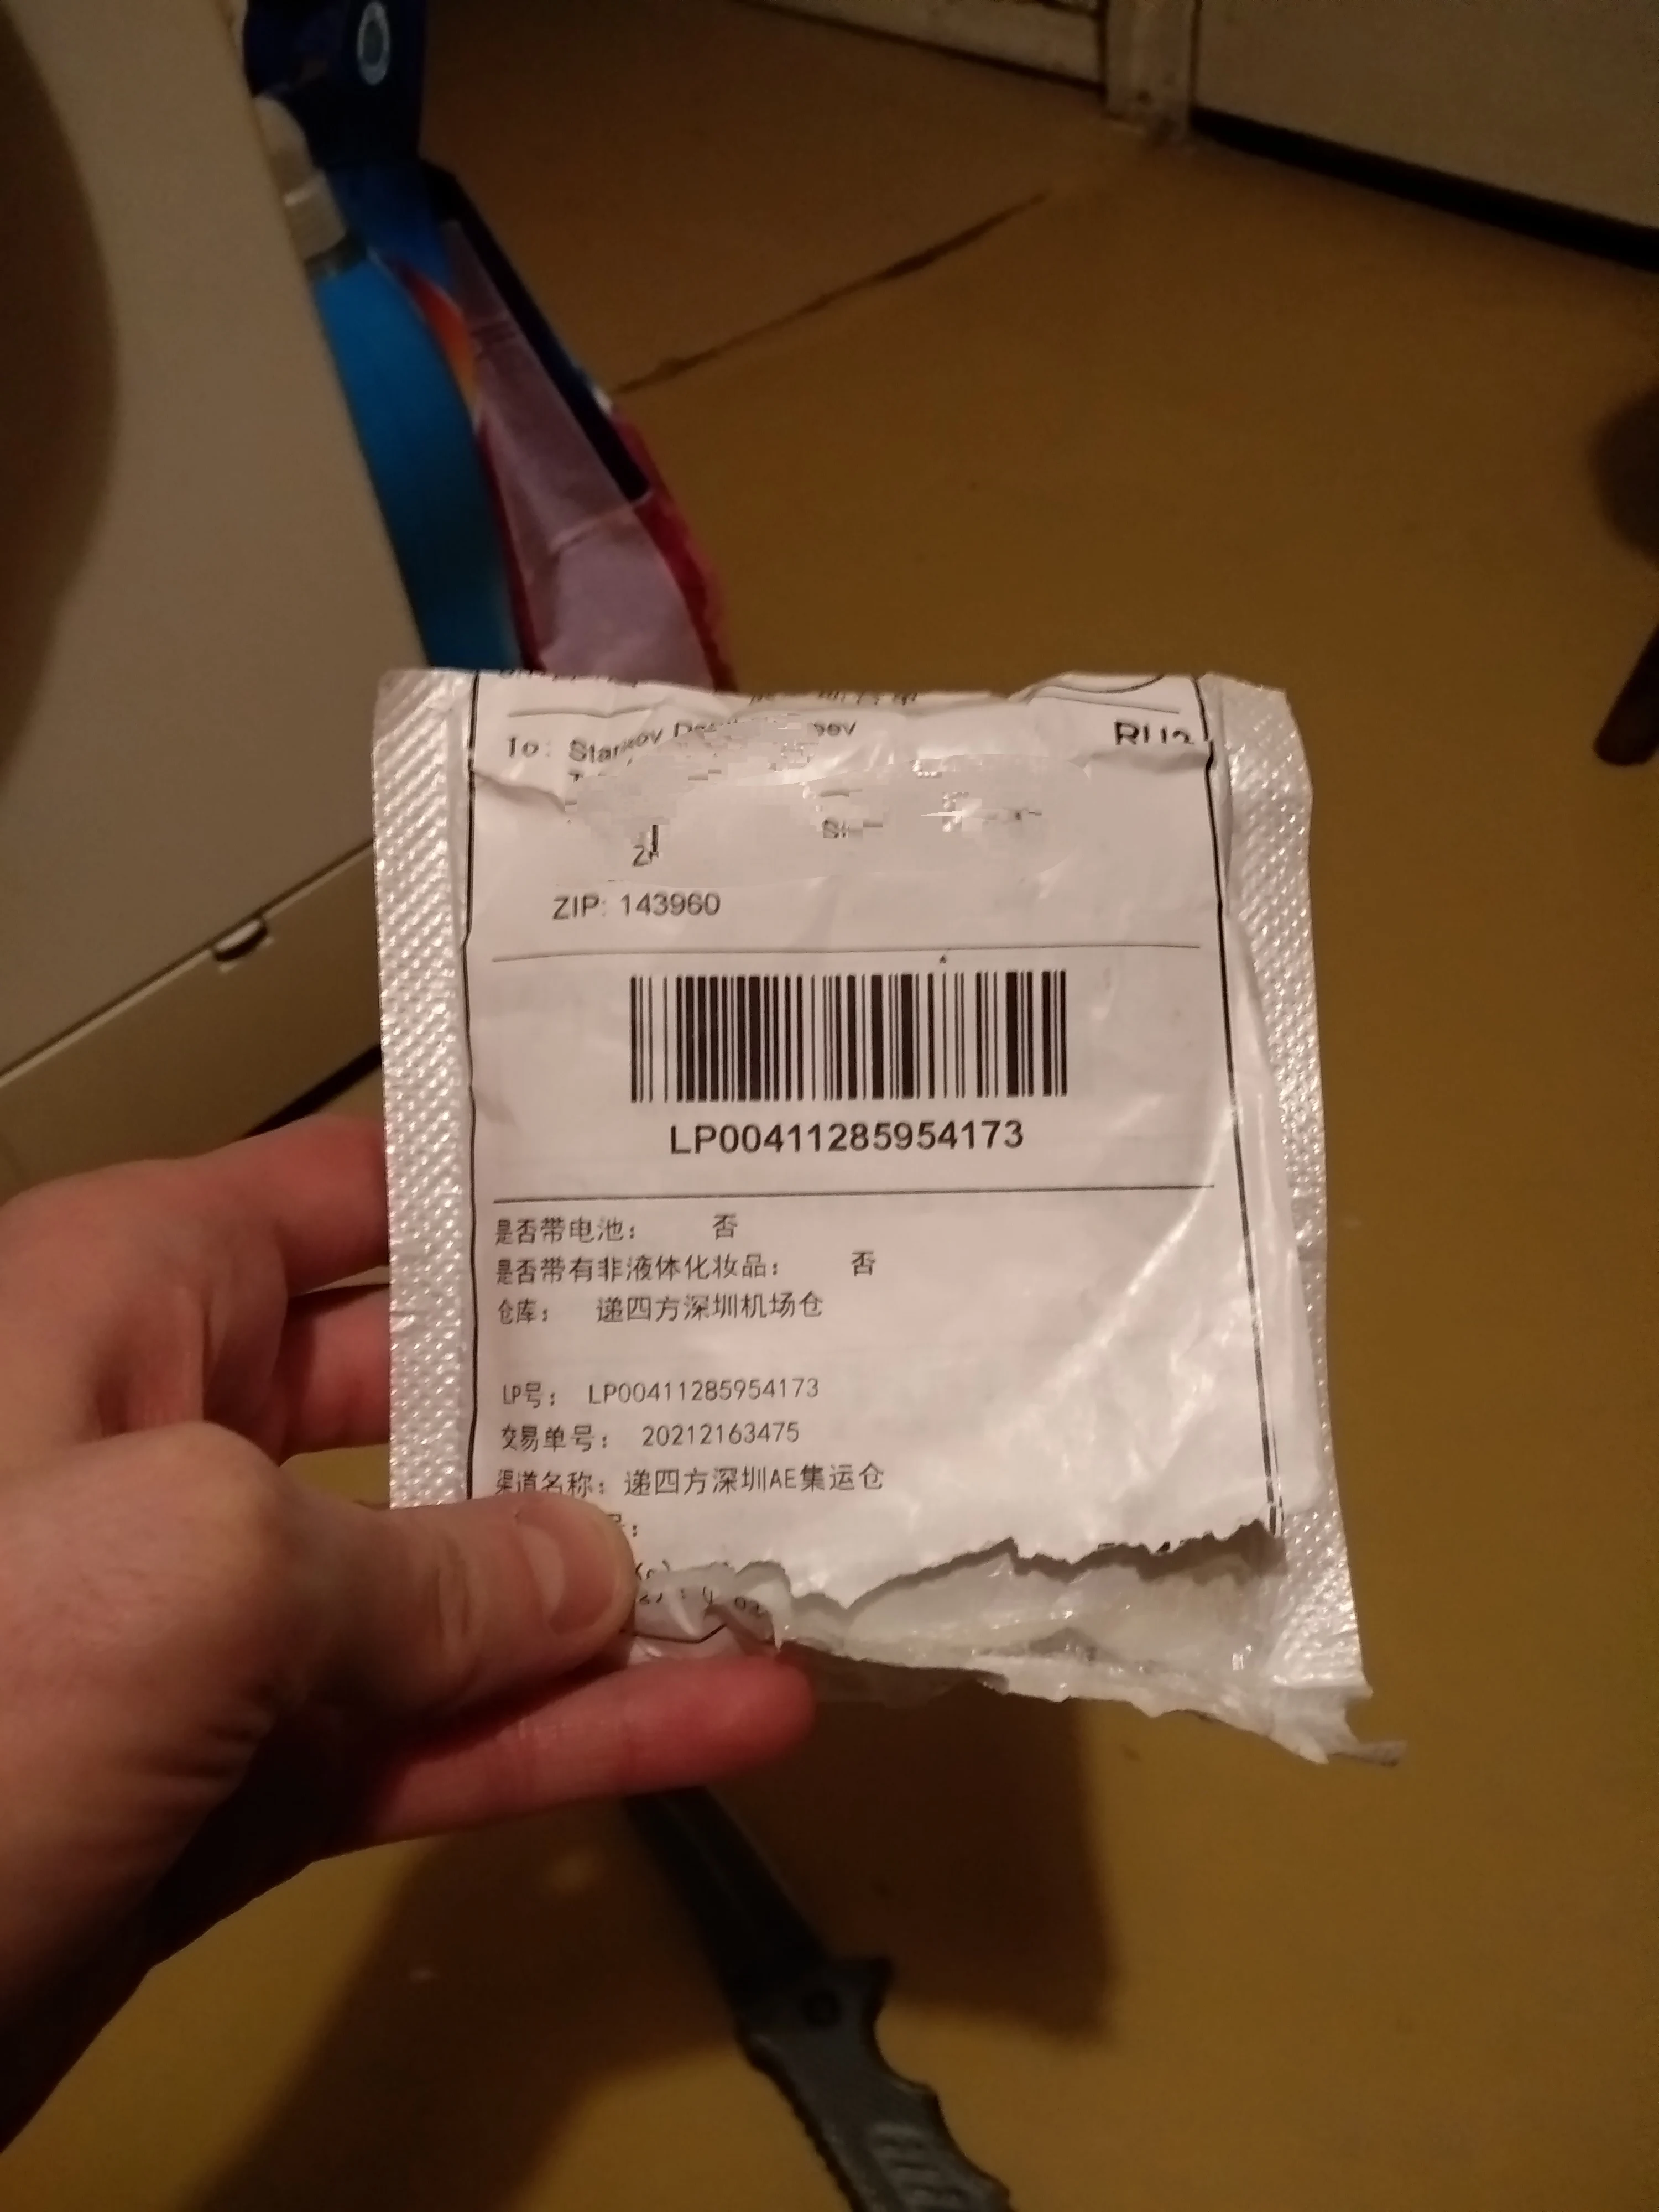 To:
ZIP: 143960
LP00411285954173
是否带电池： 否
是否带有非液体化妆品： 否
仓库： 递四方深圳机场仓
LP号： LP00411285954173
交易单号： 20212163475
渠道名称：递四方深圳AE集运仓